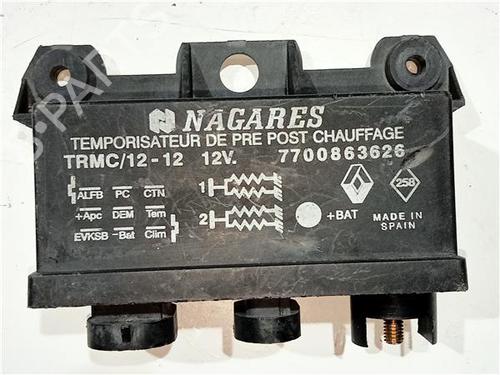 NAGARES
TEMPORISATEUR DE PRE POST CHAUFFAGE
TRMC/12-12 12V. 7700863626
ALFB PC CTN
+Apc DEM Tem
EVKSB -Bat Clim
1
2
+BAT
258
MADE IN
SPAIN